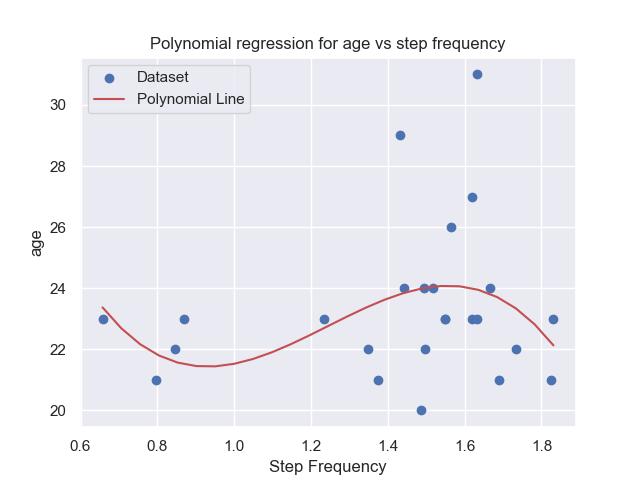 Polynomial regression for age vs step frequency
Dataset
Polynomial Line
30
28
26
24
22
20
age
0.6 0.8 1.0 1.2 1.4 1.6 1.8
Step Frequency